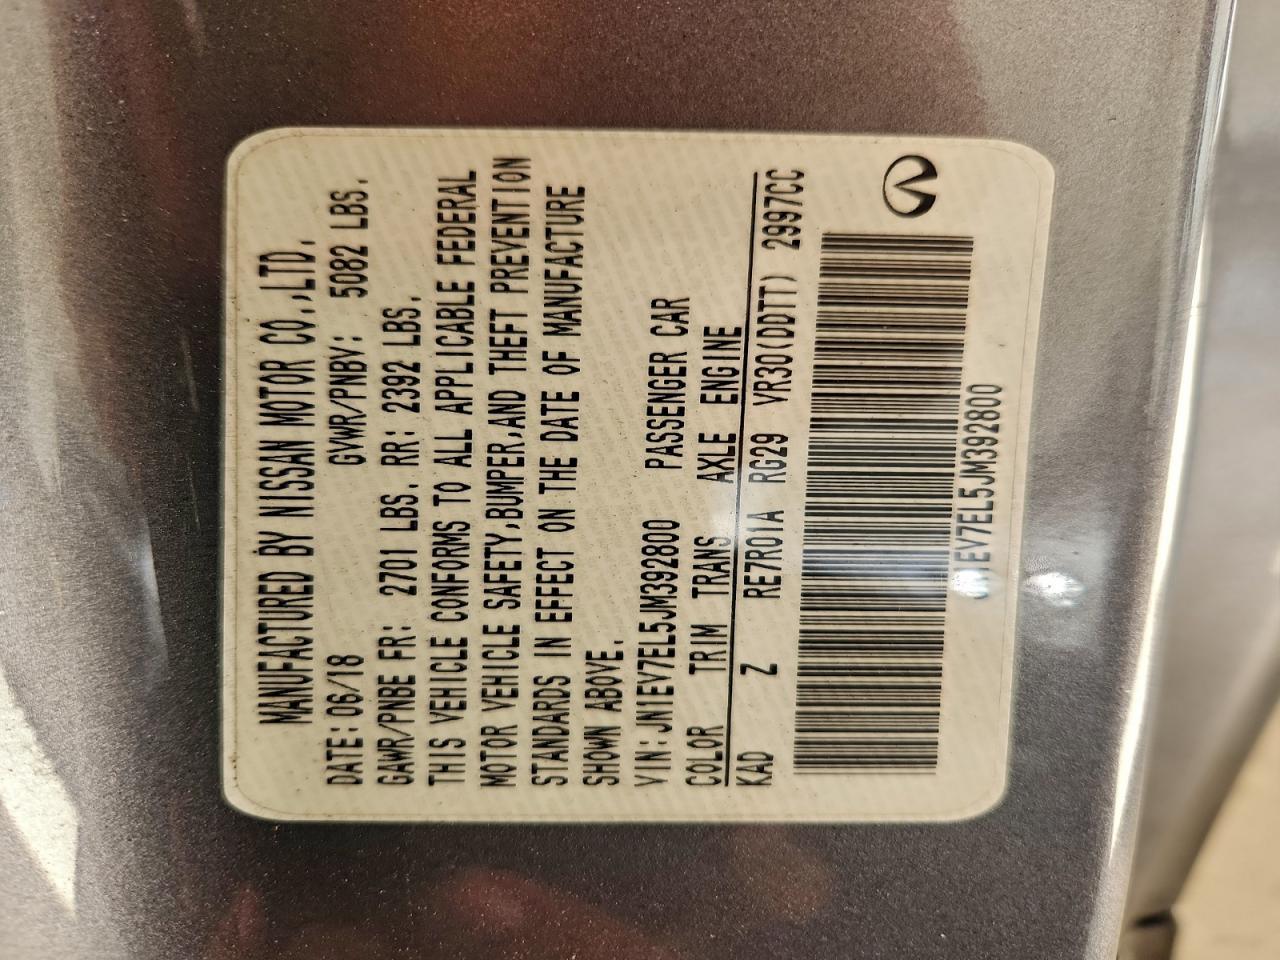 MANUFACTURED BY NISSAN MOTOR CO.,LTD.
DATE:06/18 GVWR/PNBV: 5082 LBS.
GAWR/PNBE FR: 2701 LBS. RR: 2392 LBS.
THIS VEHICLE CONFORMS TO ALL APPLICABLE FEDERAL
MOTOR VEHICLE SAFETY,BUMPER,AND THEFT PREVENTION
STANDARDS IN EFFECT ON THE DATE OF MANUFACTURE
SHOWN ABOVE.
VIN:JN1EV7EL5JM392800 PASSENGER CAR
COLOR TRIM TRANS AXLE ENGINE
KAD Z RE7R01A RG29 VR30(DDTT) 2997CC
JN1EV7EL5JM392800